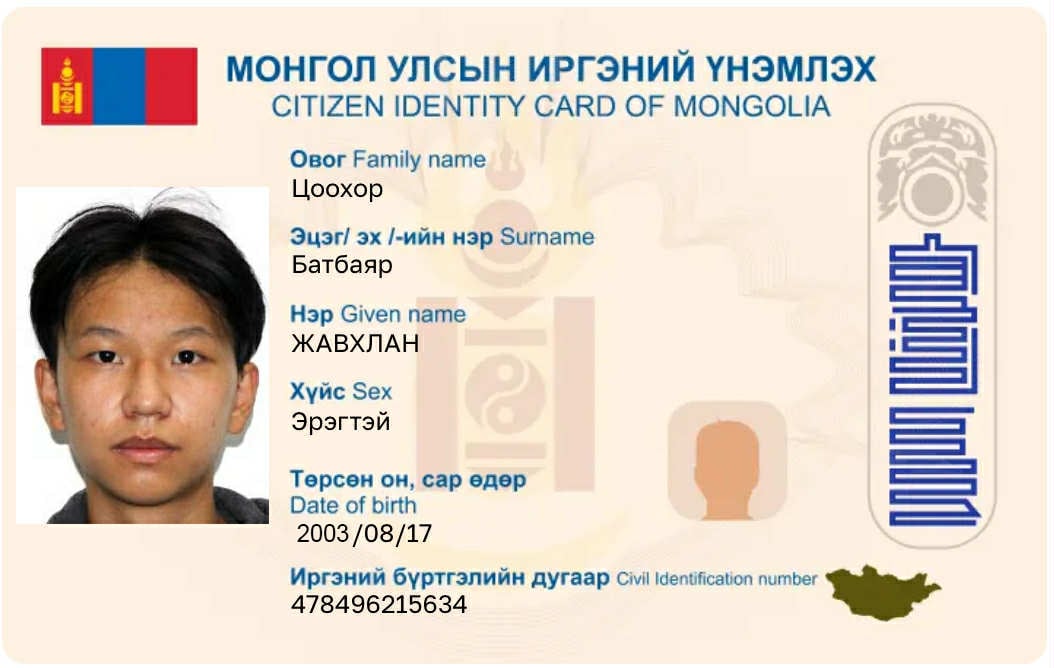 МОНГОЛ УЛСЫН ИРГЭНИЙ ҮНЭМЛЭХ
CITIZEN IDENTITY CARD OF MONGOLIA
Овог Family name
Цоохор
Эцэг/ эх /-ийн нэр Surname
Батбаяр
Нэр Given name
ЖАВХЛАН
Хүйс Sex
Эрэгтэй
Төрсөн он, сар өдөр
Date of birth
2003/08/17
Иргэний бүртгэлийн дугаар Civil Identification number
478496215634